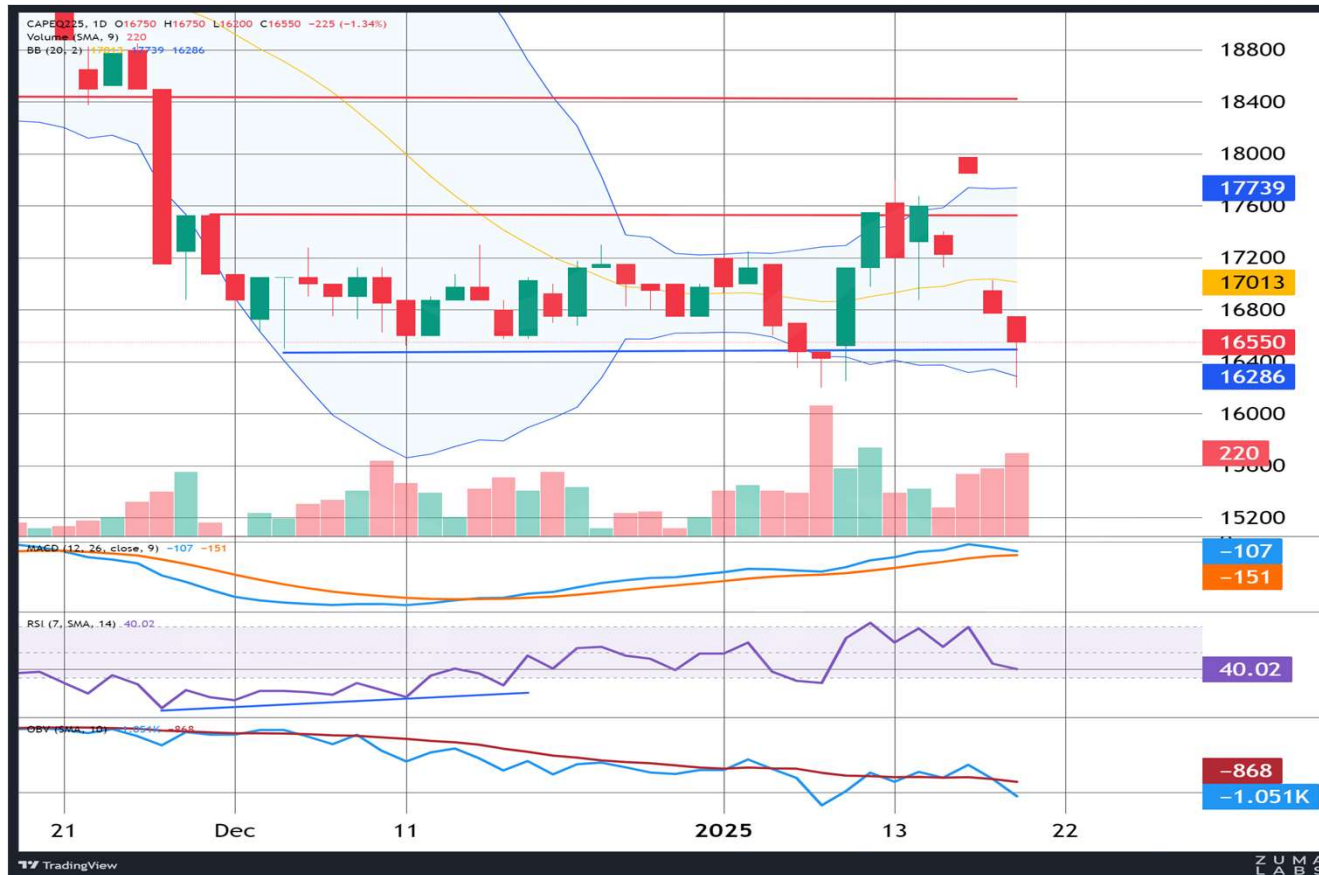 CAPEQ225, 1D O16750 H16750 L16200 C16550 −225 (−1.34%)
Volume (SMA, 9) 220
BB (20, 2) 17013 17739 16286
18800
18400
18000
17739
17600
17200
17013
16800
16550
16400
16286
16000
220
15600
15200
MACD (12, 26, close, 9) −107 −151
−107
−151
RSI (7, SMA, 14) 40.02
40.02
OBV (SMA, 10) −1.051K −868
−868
−1.051K
21 Dec 11 2025 13 22
TradingView
ZUMA
LABS